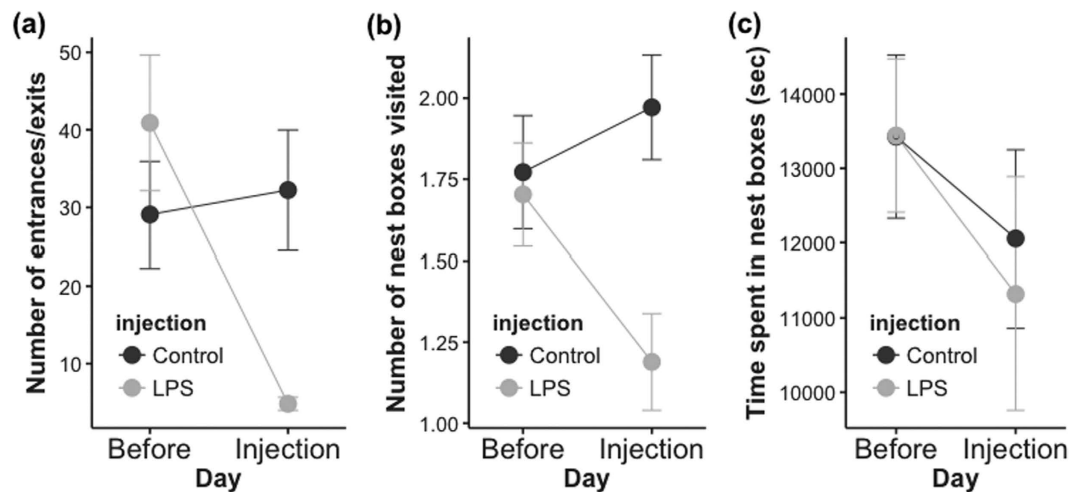 (a)
Number of entrances/exits
50
40
30
20
10
injection
Control
LPS
Before Injection
Day
(b)
Number of nest boxes visited
2.00
1.75
1.50
1.25
1.00
injection
Control
LPS
Before Injection
Day
(c)
Time spent in nest boxes (sec)
14000
13000
12000
11000
10000
injection
Control
LPS
Before Injection
Day